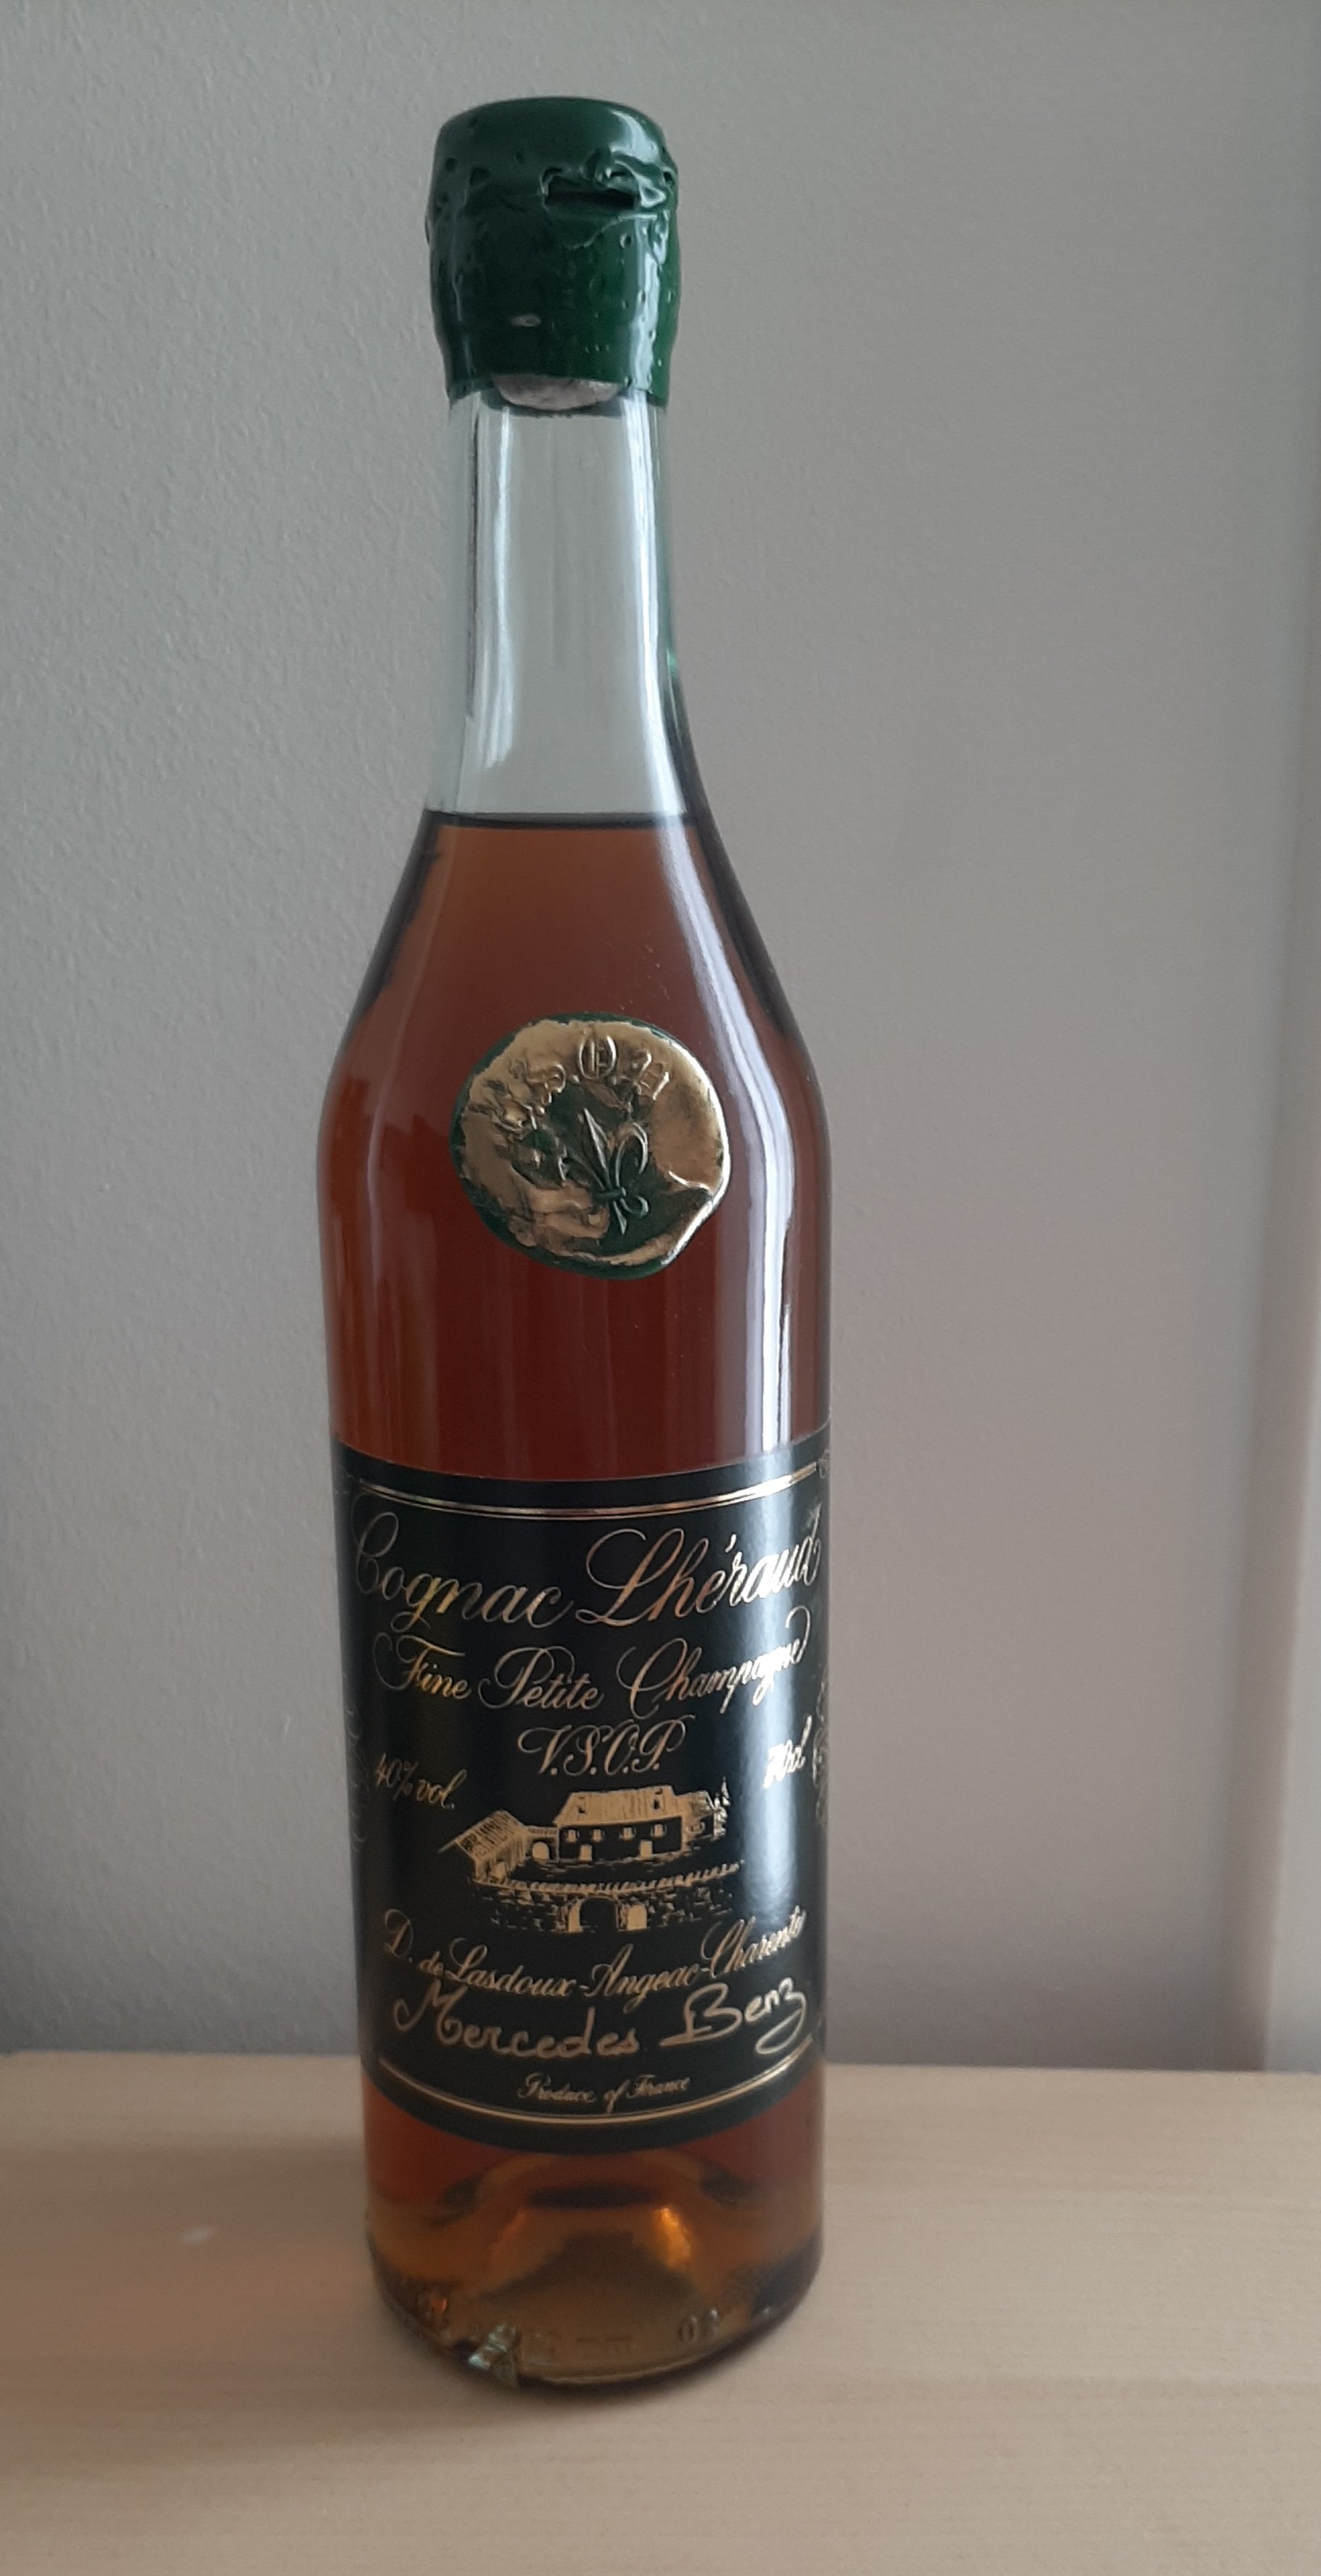 V.S.O.P
Cognac Lhéraud
Fine Petite Champagne
V.S.O.P.
40% vol. 70cl
D. de Lasdoux-Angeac-Charente
Mercedes Benz
Produce of France